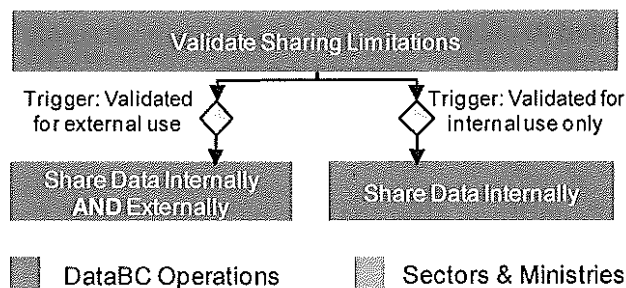 Validate Sharing Limitations
Trigger: Validated
for external use
Trigger: Validated for
internal use only
Share Data Internally
AND Externally
Share Data Internally
DataBC Operations
Sectors & Ministries